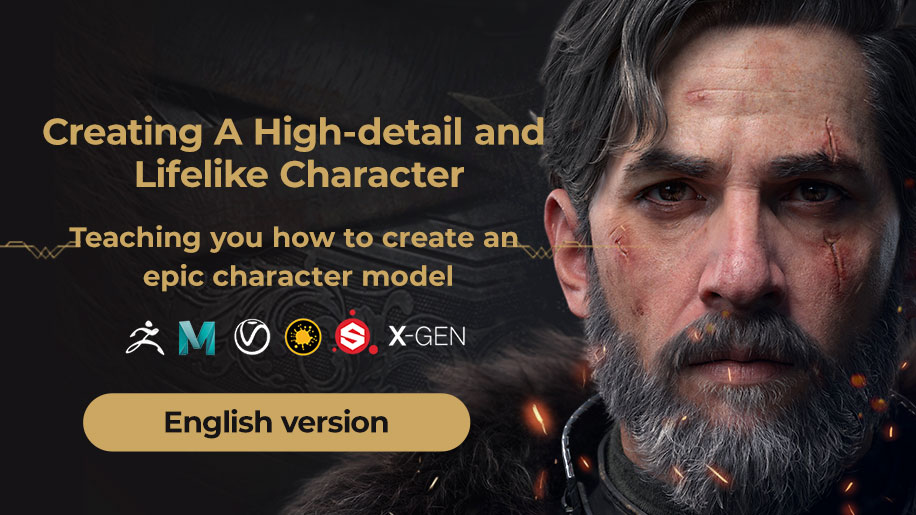 Creating A High-detail and
Lifelike Character
Teaching you how to create an
epic character model
M V S X-GEN
English version